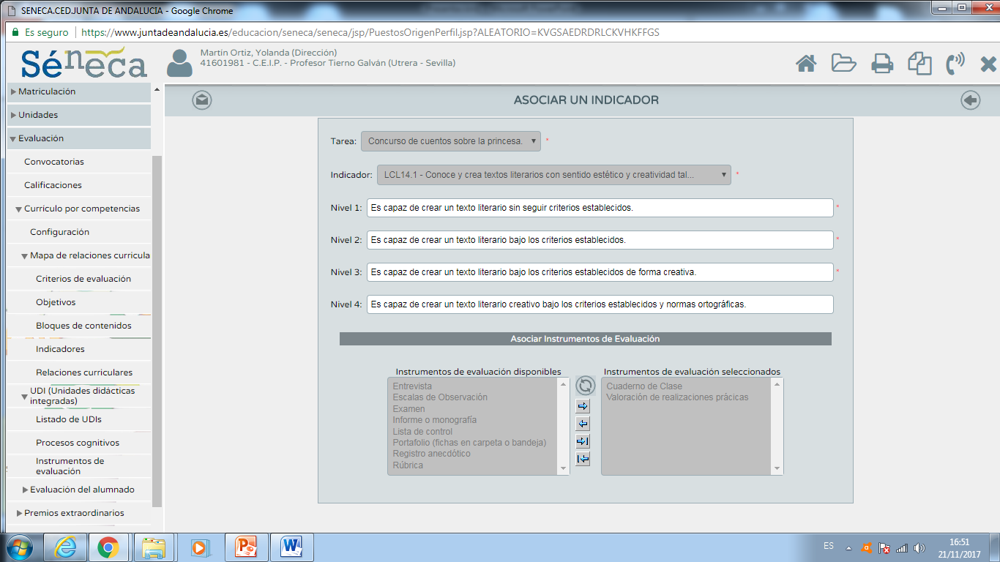 SENECA.CED.JUNTA DE ANDALUCIA - Google Chrome
Es seguro https://www.juntadeandalucia.es/educacion/seneca/seneca/jsp/PuestosOrigenPerfil.jsp?ALEATORIO=KVGSAEDRDRLCKVHKFFGS
Séneca
Martin Ortiz, Yolanda (Dirección)
41601981 - C.E.I.P. - Profesor Tierno Galván (Utrera - Sevilla)
Matriculación
Unidades
Evaluación
Convocatorias
Calificaciones
Currículo por competencias
Configuración
Mapa de relaciones curricula
Criterios de evaluación
Objetivos
Bloques de contenidos
Indicadores
Relaciones curriculares
UDI (Unidades didácticas
integradas)
Listado de UDIs
Procesos cognitivos
Instrumentos de
evaluación
Evaluación del alumnado
Premios extraordinarios
ASOCIAR UN INDICADOR
Tarea: Concurso de cuentos sobre la princesa. *
Indicador: LCL14.1 - Conoce y crea textos literarios con sentido estético y creatividad tal... *
Nivel 1: Es capaz de crear un texto literario sin seguir criterios establecidos. *
Nivel 2: Es capaz de crear un texto literario bajo los criterios establecidos. *
Nivel 3: Es capaz de crear un texto literario bajo los criterios establecidos de forma creativa. *
Nivel 4: Es capaz de crear un texto literario creativo bajo los criterios establecidos y normas ortográficas.
Asociar Instrumentos de Evaluación
Instrumentos de evaluación disponibles
Entrevista
Escalas de Observación
Examen
Informe o monografía
Lista de control
Portafolio (fichas en carpeta o bandeja)
Registro anecdótico
Rúbrica
Instrumentos de evaluación seleccionados
Cuaderno de Clase
Valoración de realizaciones prácicas
ES
16:51
21/11/2017